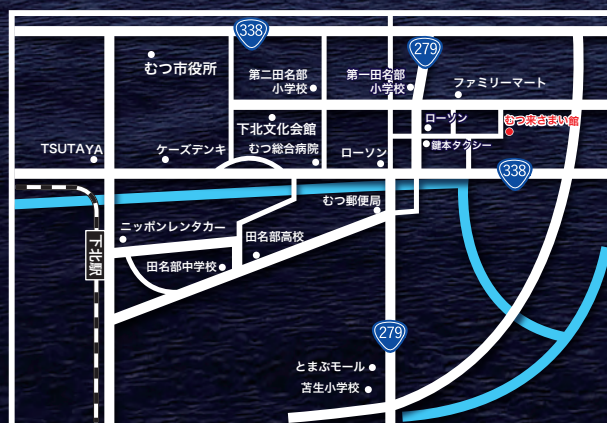 338
279
むつ市役所
第二田名部
小学校
第一田名部
小学校
ファミリーマート
下北文化会館
ローソン
むつ来さまい館
TSUTAYA
ケーズデンキ
むつ総合病院
ローソン
鍵本タクシー
338
むつ郵便局
ニッポンレンタカー
田名部高校
下北駅
田名部中学校
279
とまぶモール
苫生小学校